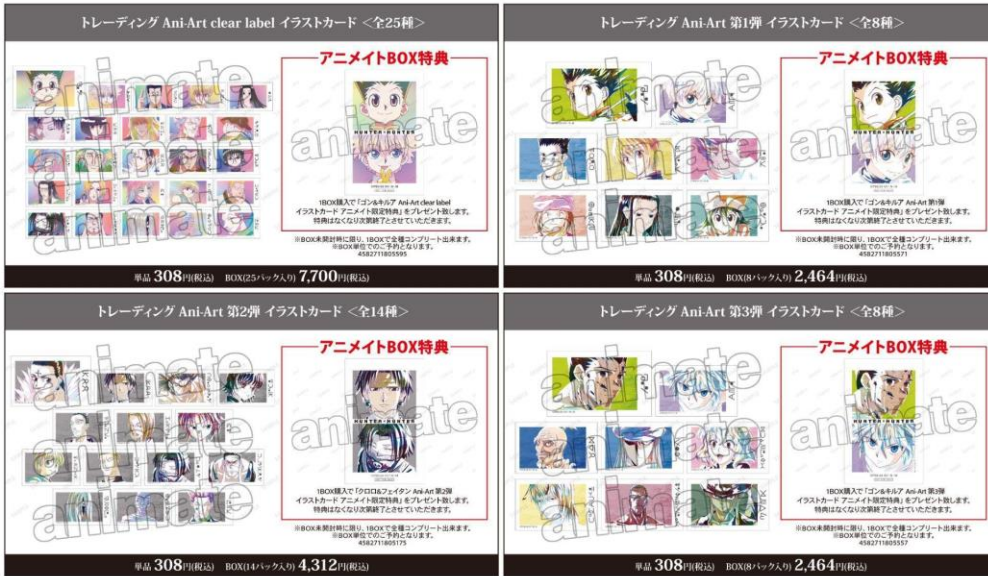 トレーディング Ani-Art clear label イラストカード <全25種>
アニメイトBOX特典
animate
animate
animate
HUNTER×HUNTER
1BOX購入で「ゴン&キルア Ani-Art clear label
イラストカード アニメイト限定特典」をプレゼント致します。
特典はなくなり次第終了とさせていただきます。
※BOX未開封時に限り、1BOXで全種コンプリート出来ます。
※BOX単位でのご予約となります。
4582711805595
単品 308円(税込) BOX(25パック入り) 7,700円(税込)
トレーディング Ani-Art 第1弾 イラストカード <全8種>
アニメイトBOX特典
animate
animate
animate
HUNTER×HUNTER
1BOX購入で「ゴン&キルア Ani-Art 第1弾
イラストカード アニメイト限定特典」をプレゼント致します。
特典はなくなり次第終了とさせていただきます。
※BOX未開封時に限り、1BOXで全種コンプリート出来ます。
※BOX単位でのご予約となります。
4582711805571
単品 308円(税込) BOX(8パック入り) 2,464円(税込)
トレーディング Ani-Art 第2弾 イラストカード <全14種>
アニメイトBOX特典
animate
animate
animate
HUNTER×HUNTER
1BOX購入で「クロロ&フェイタン Ani-Art 第2弾
イラストカード アニメイト限定特典」をプレゼント致します。
特典はなくなり次第終了とさせていただきます。
※BOX未開封時に限り、1BOXで全種コンプリート出来ます。
※BOX単位でのご予約となります。
4582711805175
単品 308円(税込) BOX(14パック入り) 4,312円(税込)
トレーディング Ani-Art 第3弾 イラストカード <全8種>
アニメイトBOX特典
animate
animate
animate
HUNTER×HUNTER
1BOX購入で「ゴン&キルア Ani-Art 第3弾
イラストカード アニメイト限定特典」をプレゼント致します。
特典はなくなり次第終了とさせていただきます。
※BOX未開封時に限り、1BOXで全種コンプリート出来ます。
※BOX単位でのご予約となります。
4582711805557
単品 308円(税込) BOX(8パック入り) 2,464円(税込)